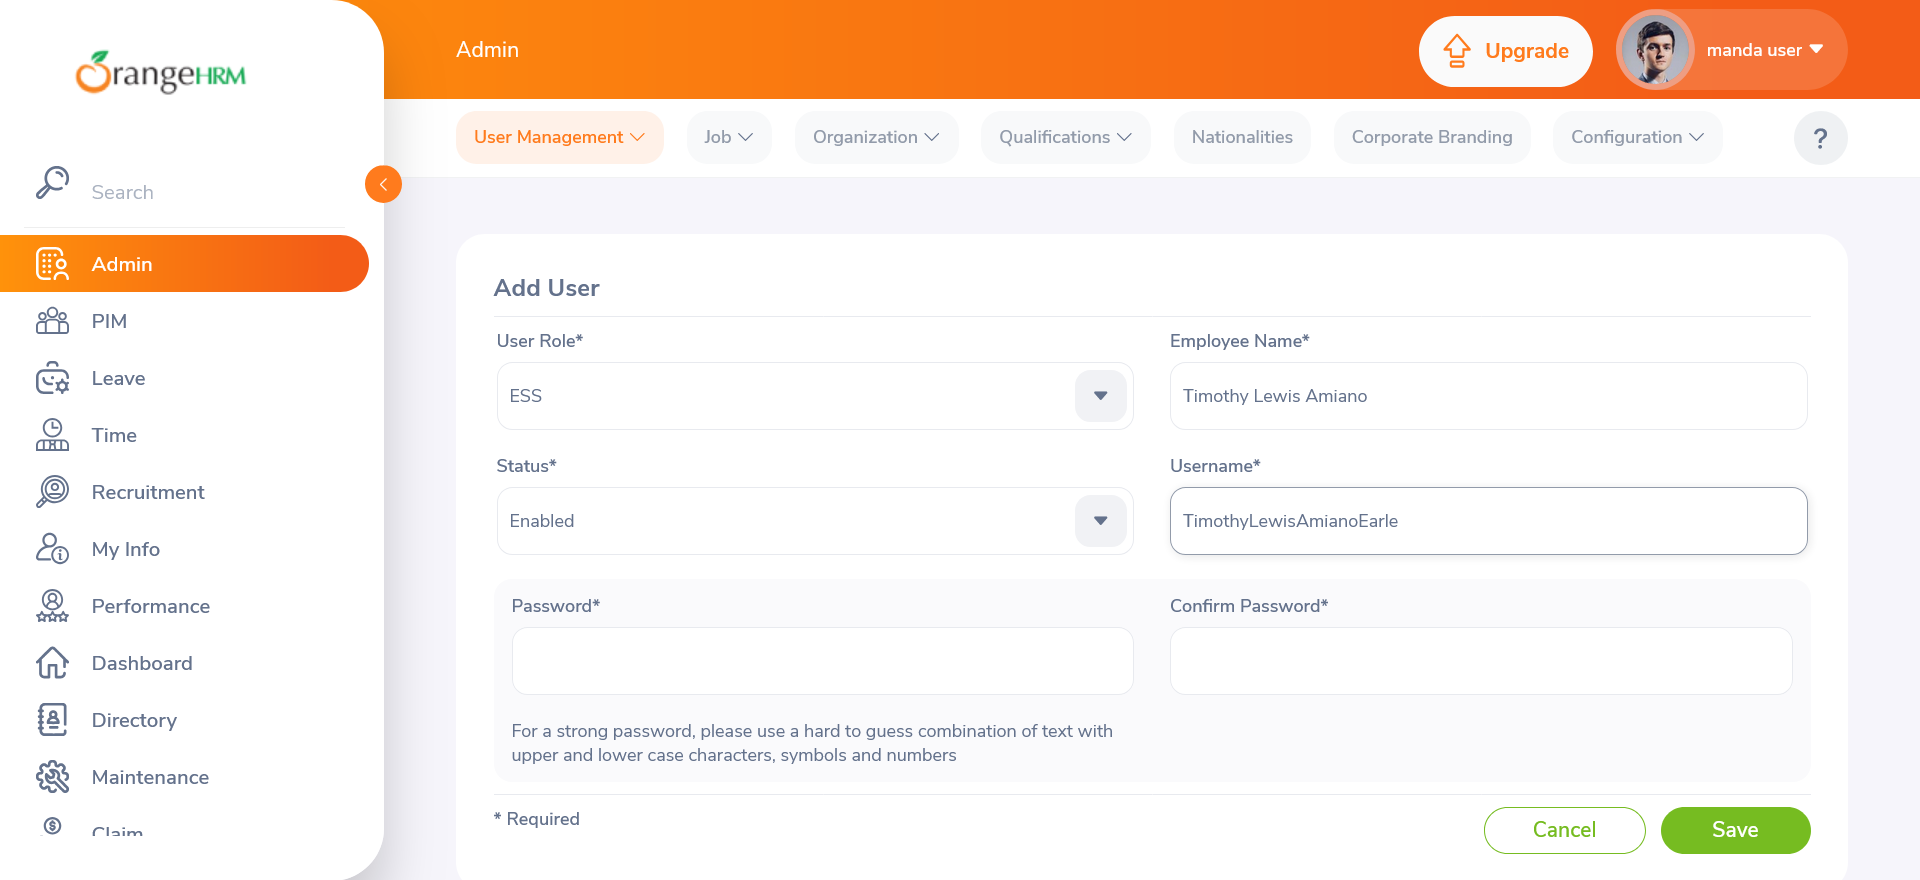 OrangeHRM
Admin
Upgrade
manda user
User Management
Job
Organization
Qualifications
Nationalities
Corporate Branding
Configuration
?
Search
Admin
PIM
Leave
Time
Recruitment
My Info
Performance
Dashboard
Directory
Maintenance
Claim
Add User
User Role*
Employee Name*
ESS
Timothy Lewis Amiano
Status*
Username*
Enabled
TimothyLewisAmianoEarle
Password*
Confirm Password*
For a strong password, please use a hard to guess combination of text with
upper and lower case characters, symbols and numbers
* Required
Cancel
Save